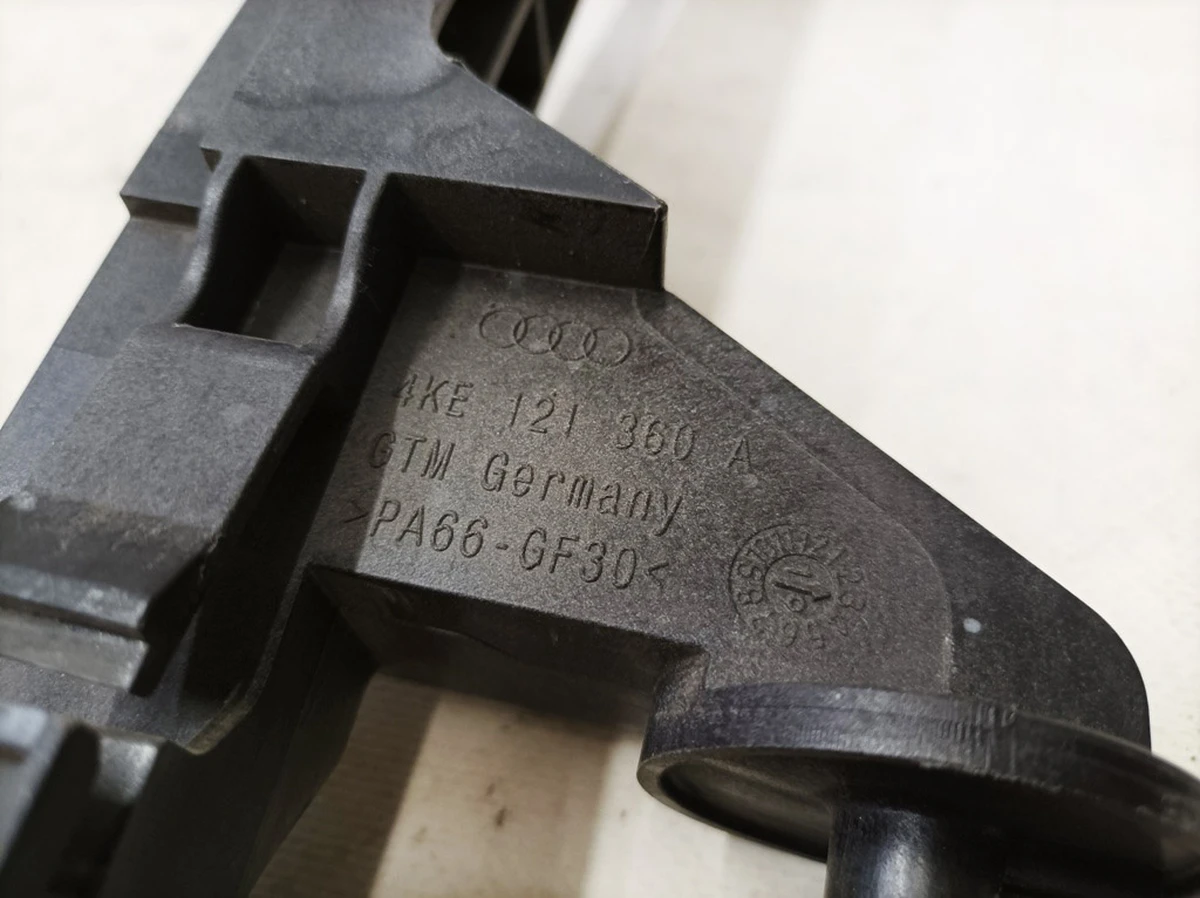 4KE 121 360 A
GTM Germany
>PA66-GF30<